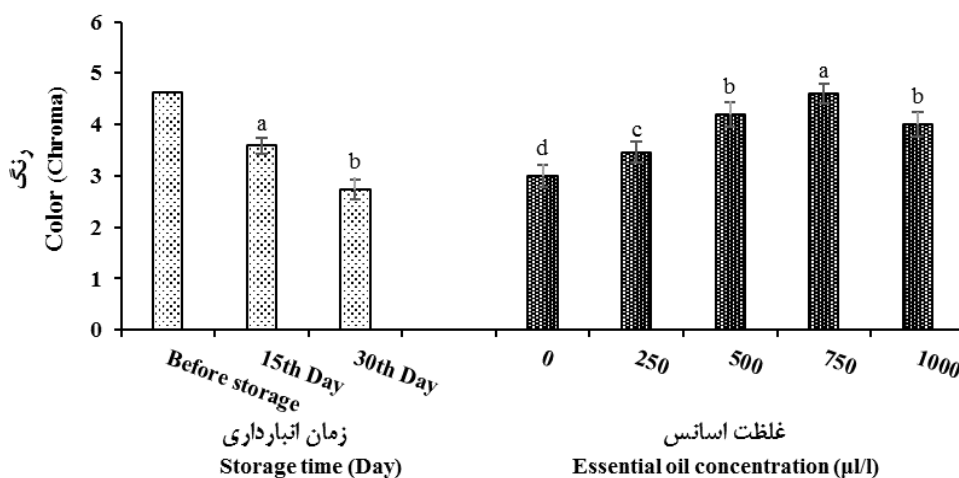 رنگ
Color (Chroma)
6
5
4
3
2
1
0
a
b
d
c
b
a
b
Before storage
15th Day
30th Day
0
250
500
750
1000
زمان انبارداری
غلظت اسانس
Storage time (Day)
Essential oil concentration (µl/l)